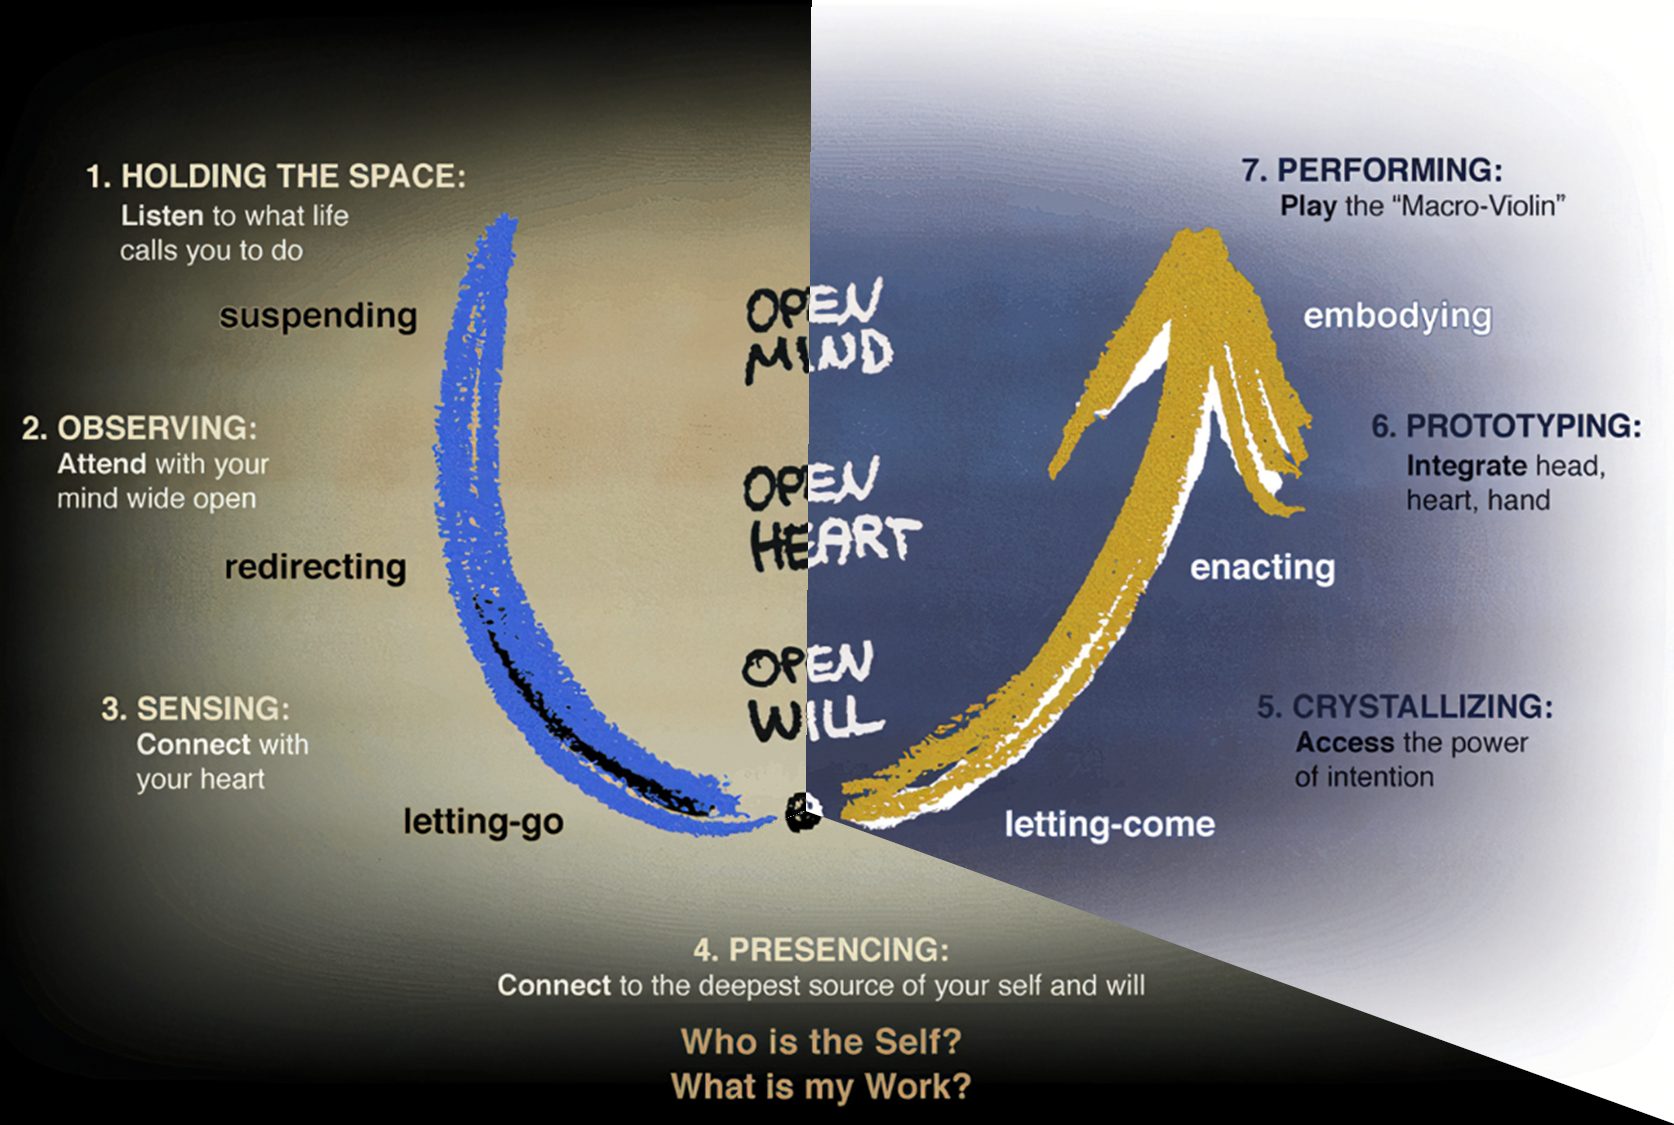 1. HOLDING THE SPACE:
Listen to what life
calls you to do
suspending
2. OBSERVING:
Attend with your
mind wide open
redirecting
3. SENSING:
Connect with
your heart
letting-go
OPEN
MIND
OPEN
HEART
OPEN
WILL
4. PRESENCING:
Connect to the deepest source of your self and will
Who is the Self?
What is my Work?
letting-come
5. CRYSTALLIZING:
Access the power
of intention
enacting
6. PROTOTYPING:
Integrate head,
heart, hand
embodying
7. PERFORMING:
Play the “Macro-Violin”